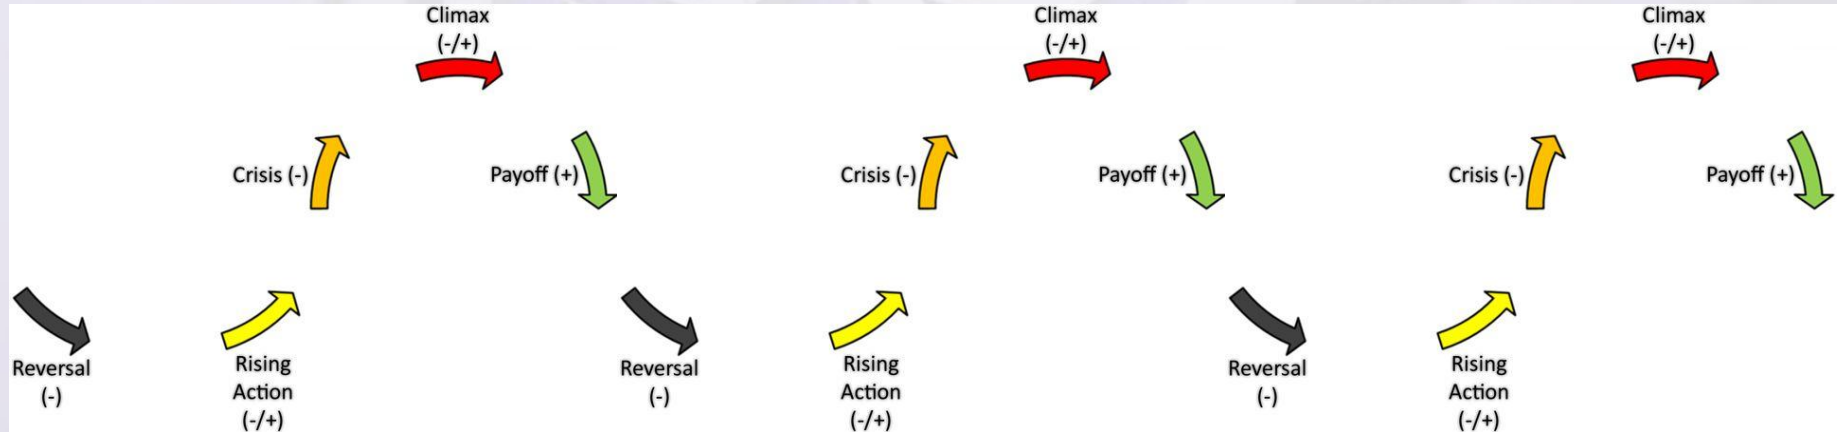 Reversal
(-)
Rising
Action
(-/+)
Crisis (-)
Climax
(-/+)
Payoff (+)
Reversal
(-)
Rising
Action
(-/+)
Crisis (-)
Climax
(-/+)
Payoff (+)
Reversal
(-)
Rising
Action
(-/+)
Crisis (-)
Climax
(-/+)
Payoff (+)